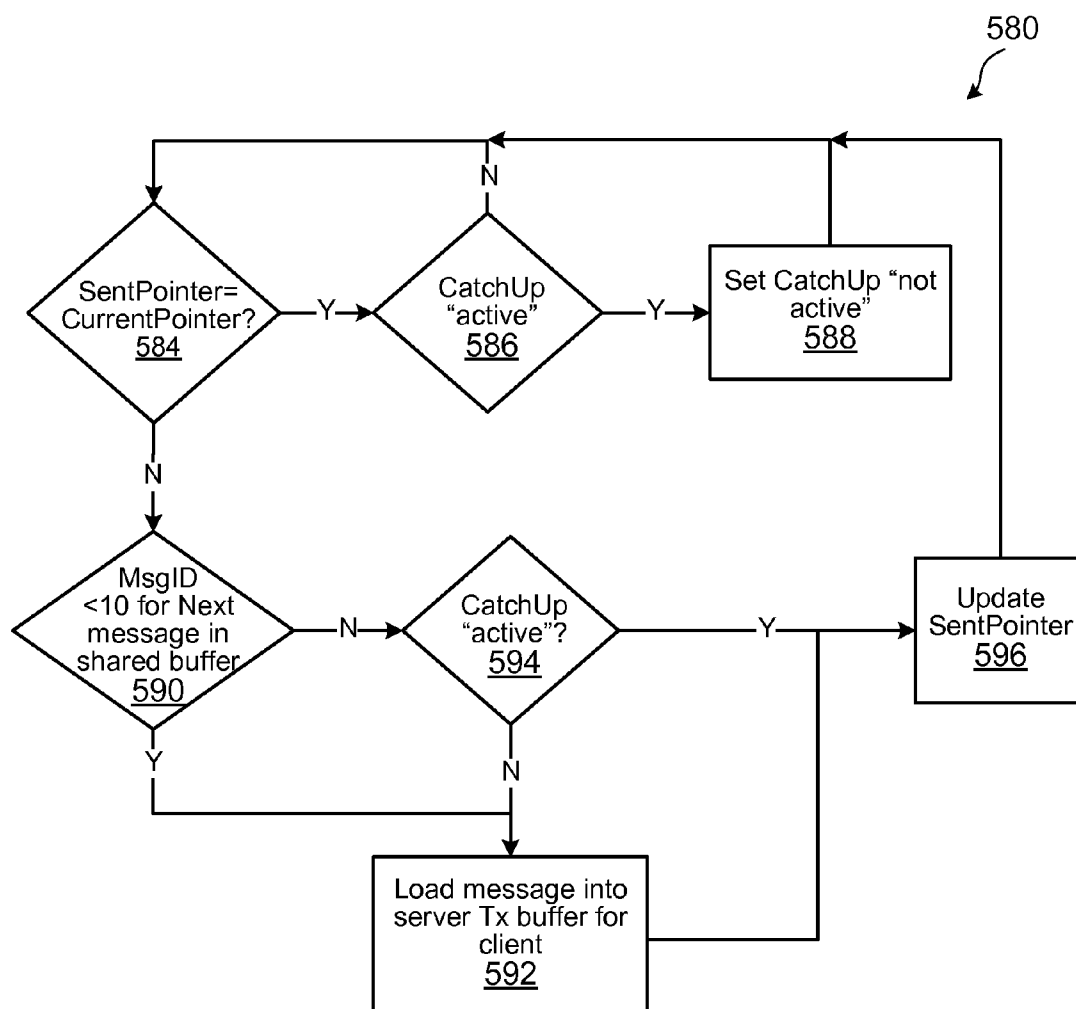 580
N
SentPointer=
CurrentPointer?
584
Y
CatchUp
“active”
586
Y
Set CatchUp “not
active”
588
N
MsgID
<10 for Next
message in
shared buffer
590
N
CatchUp
“active”?
594
Y
Update
SentPointer
596
Y
N
Load message into
server Tx buffer for
client
592